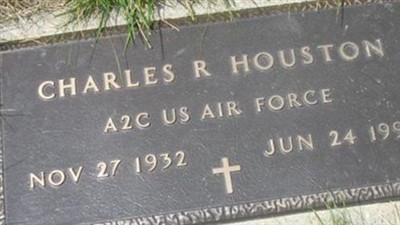 CHARLES R HOUSTON
A2C US AIR FORCE
NOV 27 1932 JUN 24